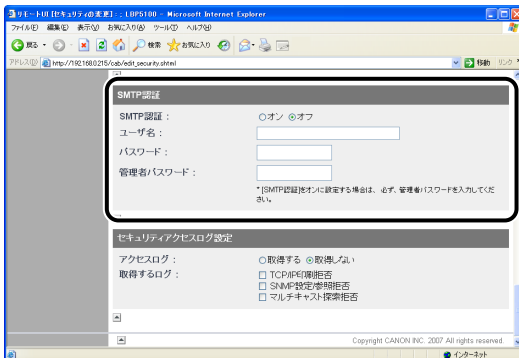 リモートUI [セキュリティの変更] : ; LBP5100 - Microsoft Internet Explorer
ファイル(F) 編集(E) 表示(V) お気に入り(A) ツール(T) ヘルプ(H)
戻る 検索 お気に入り
アドレス(D) http://192.168.0.215/cab/edit_security.shtml 移動 リンク
SMTP認証
SMTP認証： オン オフ
ユーザ名：
パスワード：
管理者パスワード：
* [SMTP認証]をオンに設定する場合は、必ず、管理者パスワードを入力してくだ
さい。
セキュリティアクセスログ設定
アクセスログ： 取得する 取得しない
取得するログ： TCP/IP印刷拒否
SNMP設定/参照拒否
マルチキャスト探索拒否
Copyright CANON INC. 2007 All rights reserved.
インターネット